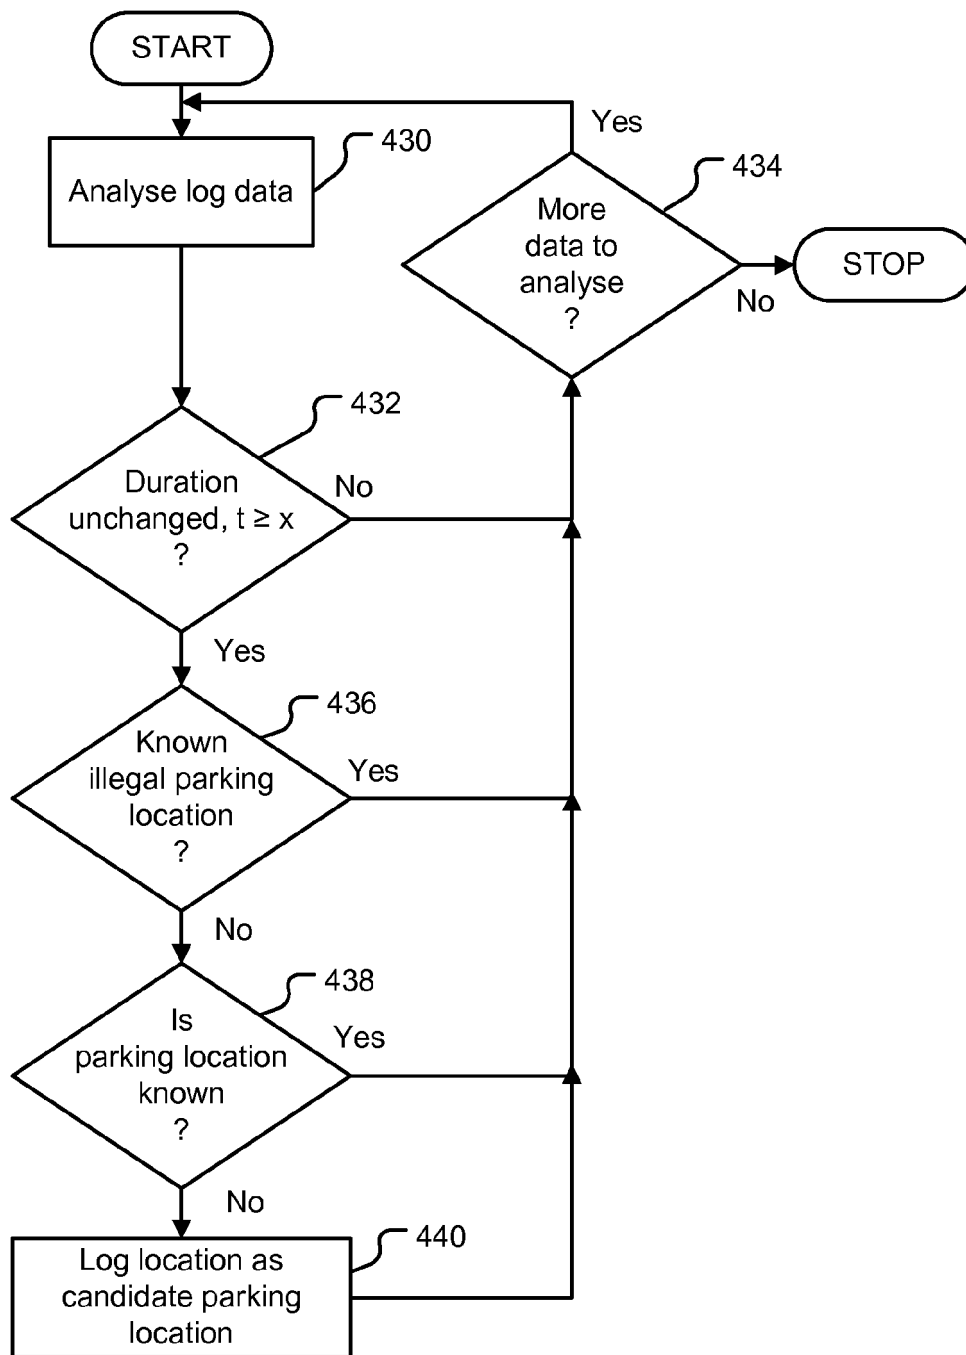 START
Yes
430
434
Analyse log data
More
data to
analyse
?
STOP
No
432
Duration
unchanged, t ≥ x
?
No
Yes
436
Known
illegal parking
location
?
Yes
No
438
Is
parking location
known
?
Yes
No
440
Log location as
candidate parking
location